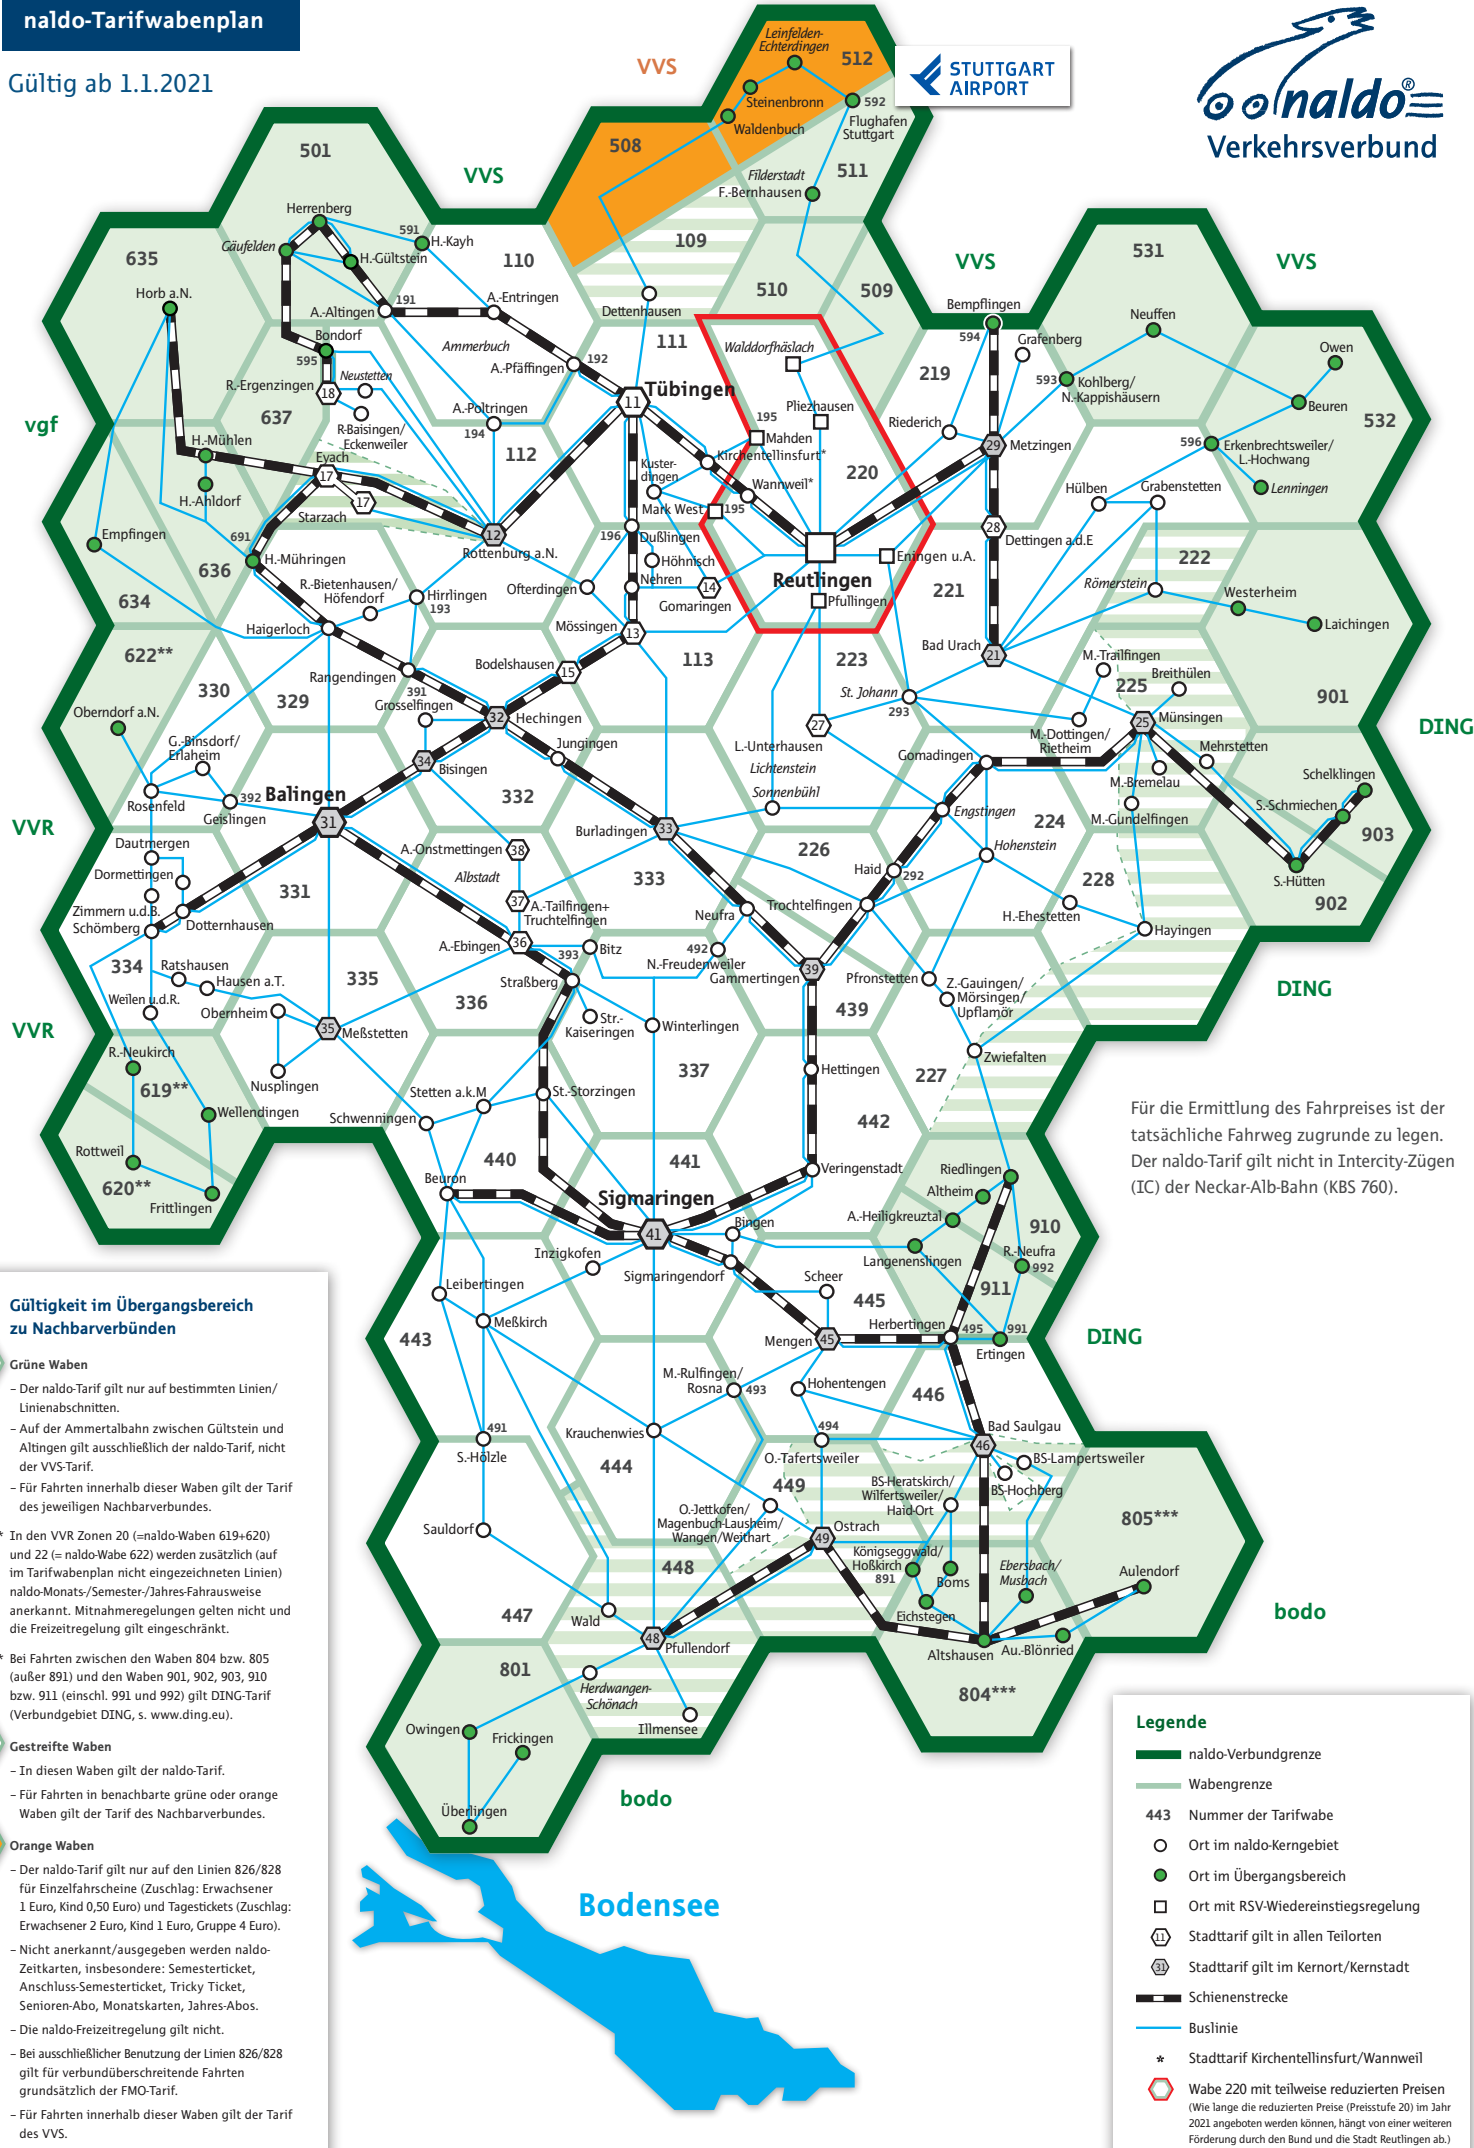 naldo-Tarifwabenplan
Gültig ab 1.1.2021
VVS
Leinfelden-
Echterdingen
512
STUTTGART
AIRPORT
naldo®
Verkehrsverbund
Steinenbronn
592
Flughafen
Stuttgart
Waldenbuch
508
501
VVS
Filderstadt
511
F.-Bernhausen
Herrenberg
591
H.-Kayh
Gäufelden
H.-Gültstein
110
109
635
VVS
531
VVS
Horb a.N.
A.-Altingen
191
A.-Entringen
Dettenhausen
510
509
Bempflingen
594
Neuffen
Bondorf
595
Ammerbuch
111
Walddorfhäslach
Grafenberg
Owen
R.-Ergenzingen
18
Neustetten
A.-Pfäffingen
192
Tübingen
11
219
593
Kohlberg/
N.-Kappishäusern
vgf
637
R-Baisingen/
Eckenweiler
A.-Poltringen
194
195
Pliezhausen
Riederich
Beuren
532
H.-Mühlen
Eyach
17
112
Mahden
Kirchentellinsfurt*
29
Metzingen
596
Erkenbrechtsweiler/
L.-Hochwang
H.-Ahldorf
17
Starzach
Kuster-
dingen
Wannweil*
220
Hülben
Grabenstetten
Lenningen
Mark West
195
Empfingen
691
12
Rottenburg a.N.
196
Dußlingen
28
Dettingen a.d.E
H.-Mühringen
Höhnisch
Eningen u.A.
222
636
R.-Bietenhausen/
Höfendorf
Hirrlingen
193
Ofterdingen
Nehren
14
Gomaringen
Reutlingen
Pfullingen
221
Römerstein
Westerheim
634
Haigerloch
Mössingen
13
Laichingen
622**
Bodelshausen
15
113
223
Bad Urach
21
M.-Trailfingen
330
Rangendingen
391
Grosselfingen
St. Johann
293
225
Breithülen
901
329
32
Hechingen
25
Münsingen
Oberndorf a.N.
G.-Binsdorf/
Erlaheim
Jungingen
27
L.-Unterhausen
M.-Dottingen/
Rietheim
DING
34
Bisingen
Lichtenstein
Gomadingen
Mehrstetten
Rosenfeld
392
Geislingen
Balingen
31
332
Sonnenbühl
Engstingen
M.-Bremelau
Schelklingen
VVR
Burladingen
33
M.-Gundelfingen
S.-Schmiechen
903
Dautmergen
A.-Onstmettingen
38
226
224
Hohenstein
Dormettingen
Albstadt
333
Haid
292
228
S.-Hütten
331
37
A.-Tailfingen+
Truchtelfingen
Neufra
Trochtelfingen
H.-Ehestetten
902
Zimmern u.d.B.
Schömberg
Dotternhausen
A.-Ebingen
36
Bitz
492
N.-Freudenweiler
Gammertingen
39
Hayingen
334
Ratshausen
335
393
Straßberg
Pfronstetten
Hausen a.T.
336
Z.-Gauingen/
Mörsingen/
Upflamör
DING
Weilen u.d.R.
Obernheim
35
Meßstetten
Str.-
Kaiseringen
Winterlingen
439
VVR
R.-Neukirch
Zwiefalten
619**
Nusplingen
337
Hettingen
227
Stetten a.k.M
St.-Storzingen
Wellendingen
Schwenningen
442
Für die Ermittlung des Fahrpreises ist der
tatsächliche Fahrweg zugrunde zu legen.
Der naldo-Tarif gilt nicht in Intercity-Zügen
(IC) der Neckar-Alb-Bahn (KBS 760).
Rottweil
440
441
Veringenstadt
Riedlingen
620**
Beuron
Altheim
Frittlingen
Sigmaringen
41
Bingen
A.-Heiligkreuztal
910
Inzigkofen
Sigmaringendorf
Langenenslingen
R.-Neufra
992
Leibertingen
Scheer
911
443
Meßkirch
445
Mengen
45
Herbertingen
495
991
Ertingen
DING
M.-Rulfingen/
Rosna
493
Hohentengen
446
Krauchenwies
494
Bad Saulgau
46
491
S.-Hölzle
O.-Tafertsweiler
BS-Lampertsweiler
444
449
BS-Heratskirch/
Wilfertsweiler/
Haid-Ort
BS-Hochberg
O.-Jettkofen/
Magenbuch-Lausheim/
Wangen/Weithart
Ostrach
49
805***
Sauldorf
448
Königseggwald/
Hoßkirch
891
Boms
Ebersbach/
Musbach
Aulendorf
447
Wald
Eichstegen
bodo
48
Pfullendorf
Altshausen
Au.-Blönried
801
Herdwangen-
Schönach
804***
Owingen
Frickingen
Illmensee
Überlingen
bodo
Bodensee
Gültigkeit im Übergangsbereich
zu Nachbarverbünden
Grüne Waben
– Der naldo-Tarif gilt nur auf bestimmten Linien/
Linienabschnitten.
– Auf der Ammertalbahn zwischen Gültstein und
Altingen gilt ausschließlich der naldo-Tarif, nicht
der VVS-Tarif.
– Für Fahrten innerhalb dieser Waben gilt der Tarif
des jeweiligen Nachbarverbundes.
* In den VVR Zonen 20 (=naldo-Waben 619+620)
und 22 (= naldo-Wabe 622) werden zusätzlich (auf
im Tarifwabenplan nicht eingezeichneten Linien)
naldo-Monats-/Semester-/Jahres-Fahrausweise
anerkannt. Mitnahmeregelungen gelten nicht und
die Freizeitregelung gilt eingeschränkt.
* Bei Fahrten zwischen den Waben 804 bzw. 805
(außer 891) und den Waben 901, 902, 903, 910
bzw. 911 (einschl. 991 und 992) gilt DING-Tarif
(Verbundgebiet DING, s. www.ding.eu).
Gestreifte Waben
– In diesen Waben gilt der naldo-Tarif.
– Für Fahrten in benachbarte grüne oder orange
Waben gilt der Tarif des Nachbarverbundes.
Orange Waben
– Der naldo-Tarif gilt nur auf den Linien 826/828
für Einzelfahrscheine (Zuschlag: Erwachsener
1 Euro, Kind 0,50 Euro) und Tagestickets (Zuschlag:
Erwachsener 2 Euro, Kind 1 Euro, Gruppe 4 Euro).
– Nicht anerkannt/ausgegeben werden naldo-
Zeitkarten, insbesondere: Semesterticket,
Anschluss-Semesterticket, Tricky Ticket,
Senioren-Abo, Monatskarten, Jahres-Abos.
– Die naldo-Freizeitregelung gilt nicht.
– Bei ausschließlicher Benutzung der Linien 826/828
gilt für verbundüberschreitende Fahrten
grundsätzlich der FMO-Tarif.
– Für Fahrten innerhalb dieser Waben gilt der Tarif
des VVS.
Legende
naldo-Verbundgrenze
Wabengrenze
443 Nummer der Tarifwabe
Ort im naldo-Kerngebiet
Ort im Übergangsbereich
Ort mit RSV-Wiedereinstiegsregelung
11 Stadttarif gilt in allen Teilorten
31 Stadttarif gilt im Kernort/Kernstadt
Schienenstrecke
Buslinie
* Stadttarif Kirchentellinsfurt/Wannweil
Wabe 220 mit teilweise reduzierten Preisen
(Wie lange die reduzierten Preise (Preisstufe 20) im Jahr
2021 angeboten werden können, hängt von einer weiteren
Förderung durch den Bund und die Stadt Reutlingen ab.)